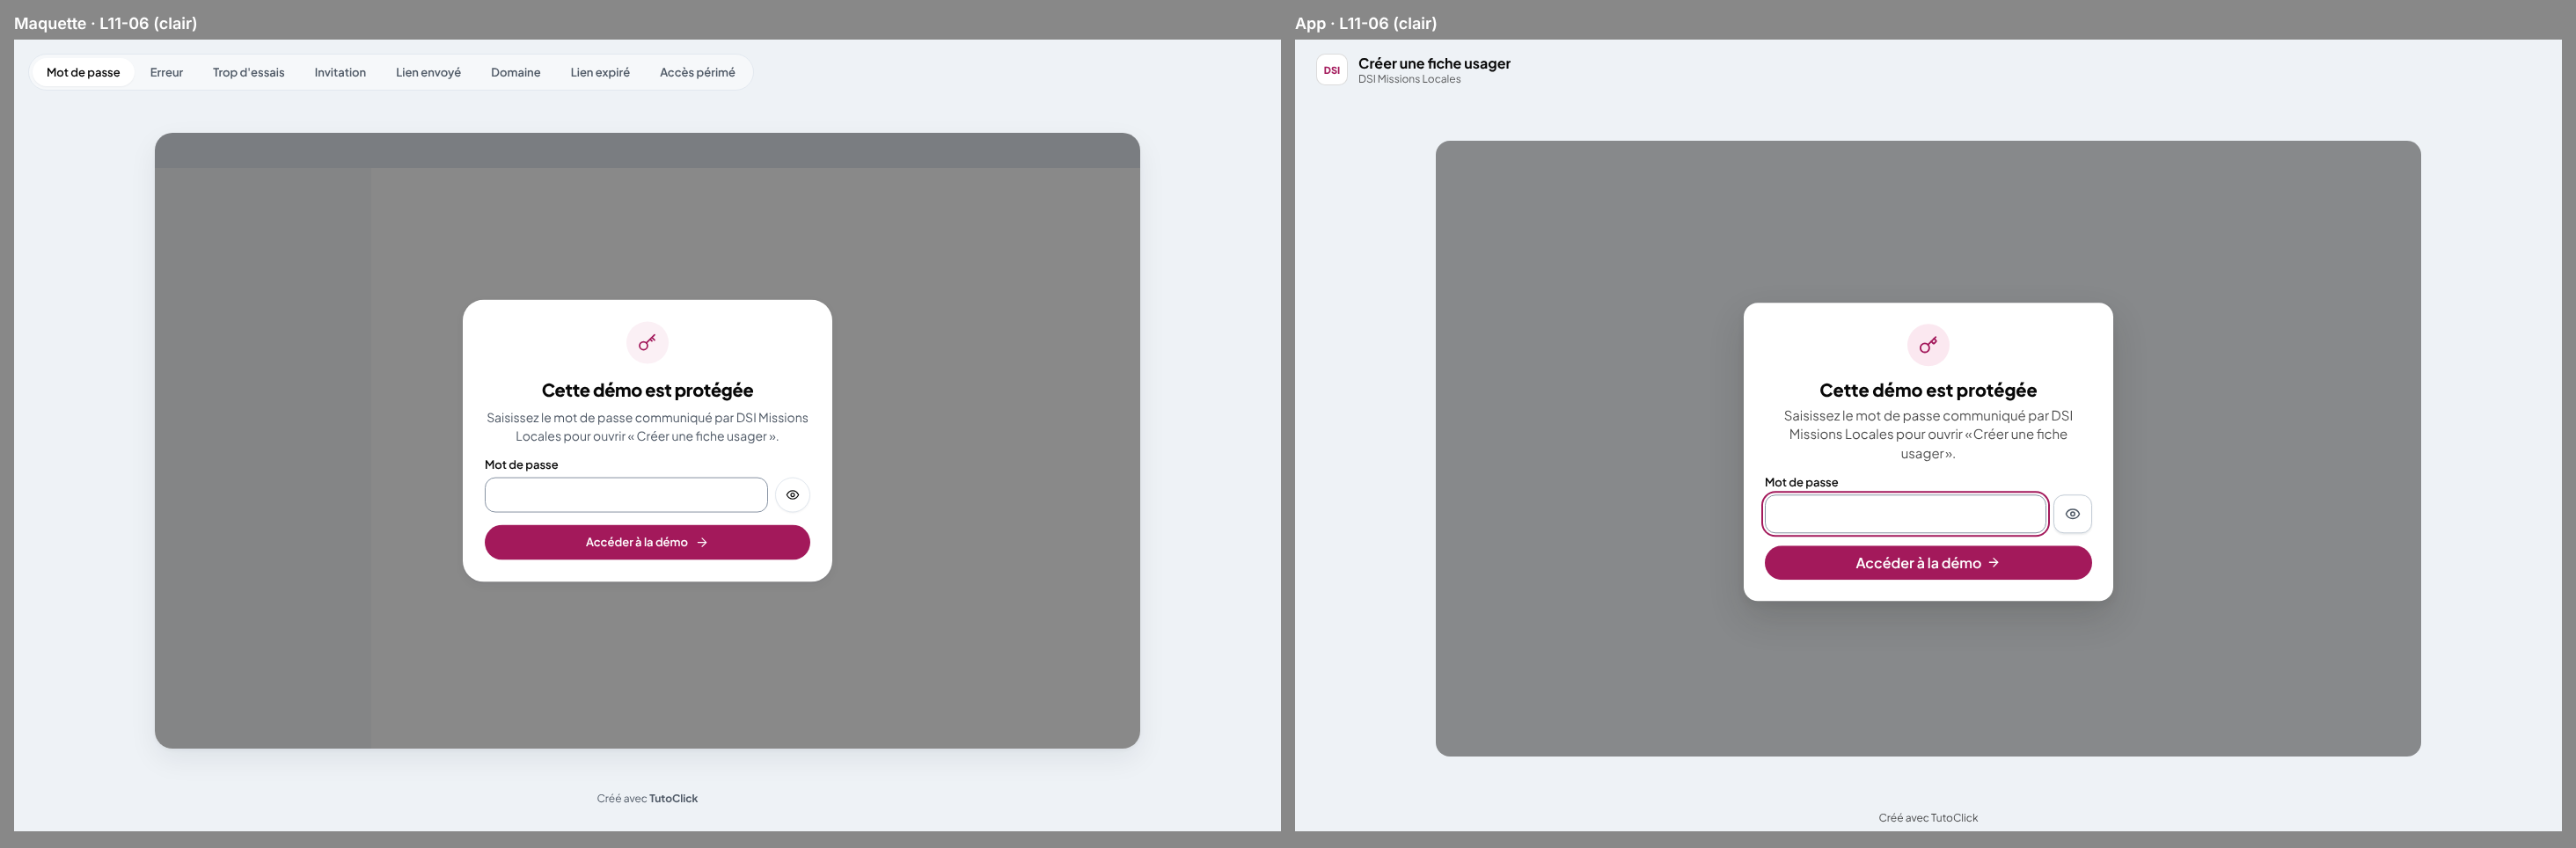 Maquette · L11-06 (clair)
Mot de passe Erreur Trop d'essais Invitation Lien envoyé Domaine Lien expiré Accès périmé
Cette démo est protégée
Saisissez le mot de passe communiqué par DSI Missions
Locales pour ouvrir « Créer une fiche usager ».
Mot de passe
Accéder à la démo →
Créé avec TutoClick
App · L11-06 (clair)
DSI
Créer une fiche usager
DSI Missions Locales
Cette démo est protégée
Saisissez le mot de passe communiqué par DSI
Missions Locales pour ouvrir « Créer une fiche
usager ».
Mot de passe
Accéder à la démo →
Créé avec TutoClick